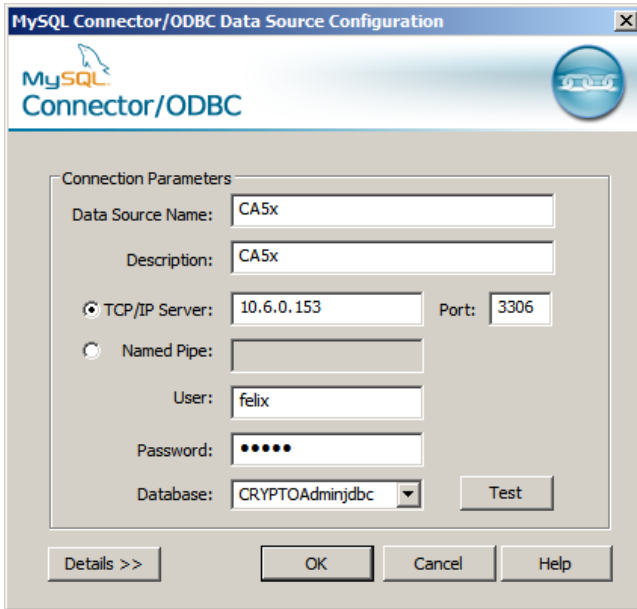 MySQL Connector/ODBC Data Source Configuration
MySQL
Connector/ODBC
Connection Parameters
Data Source Name: CA5x
Description: CA5x
TCP/IP Server: 10.6.0.153 Port: 3306
Named Pipe:
User: felix
Password: •••••
Database: CRYPTOAdminjdbc Test
Details >> OK Cancel Help